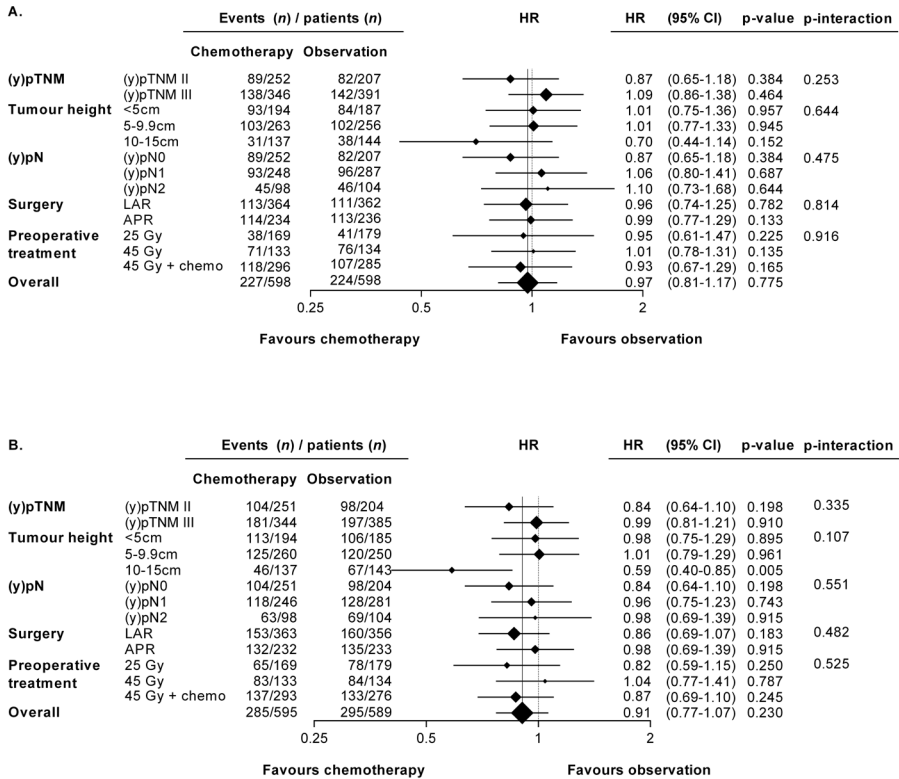 A.
Events (n) / patients (n) HR HR (95% CI) p-value p-interaction
Chemotherapy Observation
(y)pTNM (y)pTNM II 89/252 82/207 0.87 (0.65-1.18) 0.384 0.253
(y)pTNM III 138/346 142/391 1.09 (0.86-1.38) 0.464
Tumour height <5cm 93/194 84/187 1.01 (0.75-1.36) 0.957 0.644
5-9.9cm 103/263 102/256 1.01 (0.77-1.33) 0.945
10-15cm 31/137 38/144 0.70 (0.44-1.14) 0.152
(y)pN (y)pN0 89/252 82/207 0.87 (0.65-1.18) 0.384 0.475
(y)pN1 93/248 96/287 1.06 (0.80-1.41) 0.687
(y)pN2 45/98 46/104 1.10 (0.73-1.68) 0.644
Surgery LAR 113/364 111/362 0.96 (0.74-1.25) 0.782 0.814
APR 114/234 113/236 0.99 (0.77-1.29) 0.133
Preoperative 25 Gy 38/169 41/179 0.95 (0.61-1.47) 0.225 0.916
treatment 45 Gy 71/133 76/134 1.01 (0.78-1.31) 0.135
45 Gy + chemo 118/296 107/285 0.93 (0.67-1.29) 0.165
Overall 227/598 224/598 0.97 (0.81-1.17) 0.775
0.25 0.5 1 2
Favours chemotherapy Favours observation
B.
Events (n) / patients (n) HR HR (95% CI) p-value p-interaction
Chemotherapy Observation
(y)pTNM (y)pTNM II 104/251 98/204 0.84 (0.64-1.10) 0.198 0.335
(y)pTNM III 181/344 197/385 0.99 (0.81-1.21) 0.910
Tumour height <5cm 113/194 106/185 0.98 (0.75-1.29) 0.895 0.107
5-9.9cm 125/260 120/250 1.01 (0.79-1.29) 0.961
10-15cm 46/137 67/143 0.59 (0.40-0.85) 0.005
(y)pN (y)pN0 104/251 98/204 0.84 (0.64-1.10) 0.198 0.551
(y)pN1 118/246 128/281 0.96 (0.75-1.23) 0.743
(y)pN2 63/98 69/104 0.98 (0.69-1.39) 0.915
Surgery LAR 153/363 160/356 0.86 (0.69-1.07) 0.183 0.482
APR 132/232 135/233 0.98 (0.69-1.39) 0.915
Preoperative 25 Gy 65/169 78/179 0.82 (0.59-1.15) 0.250 0.525
treatment 45 Gy 83/133 84/134 1.04 (0.77-1.41) 0.787
45 Gy + chemo 137/293 133/276 0.87 (0.69-1.10) 0.245
Overall 285/595 295/589 0.91 (0.77-1.07) 0.230
0.25 0.5 1 2
Favours chemotherapy Favours observation